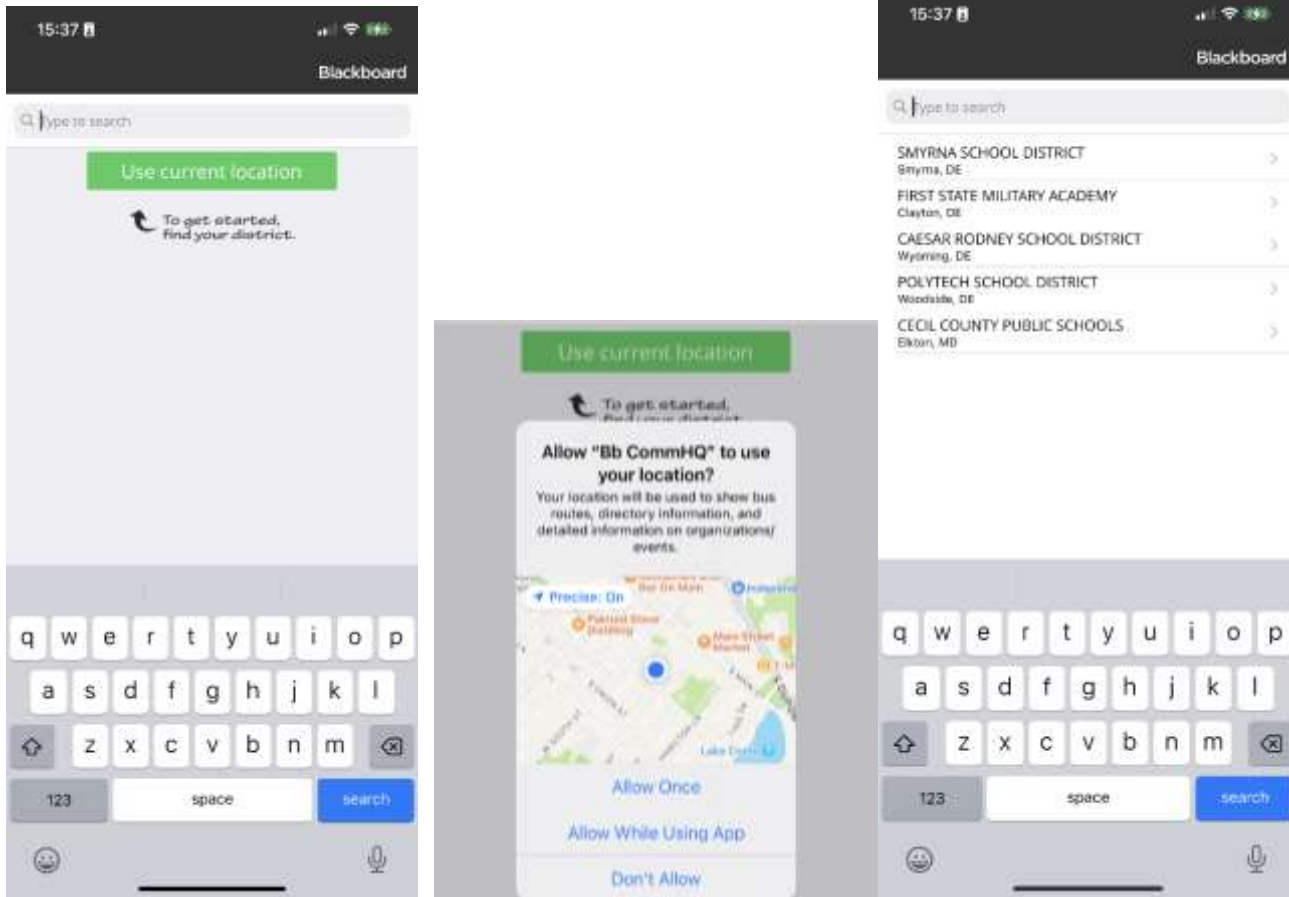 15:37
Blackboard
Type to search
Use current location
To get started,
find your district.
q w e r t y u i o p
a s d f g h j k l
z x c v b n m
123 space search
Use current location
To get started,
find your district
Allow "Bb CommHQ" to use
your location?
Your location will be used to show bus
routes, directory information, and
detailed information on organizations/
events.
Precise: On
Main Street
Market
Allow Once
Allow While Using App
Don't Allow
15:37
Blackboard
Type to search
SMYRNA SCHOOL DISTRICT
Smyrna, DE
FIRST STATE MILITARY ACADEMY
Clayton, DE
CAESAR RODNEY SCHOOL DISTRICT
Wyoming, DE
POLYTECH SCHOOL DISTRICT
Woodside, DE
CECIL COUNTY PUBLIC SCHOOLS
Elkton, MD
q w e r t y u i o p
a s d f g h j k l
z x c v b n m
123 space search